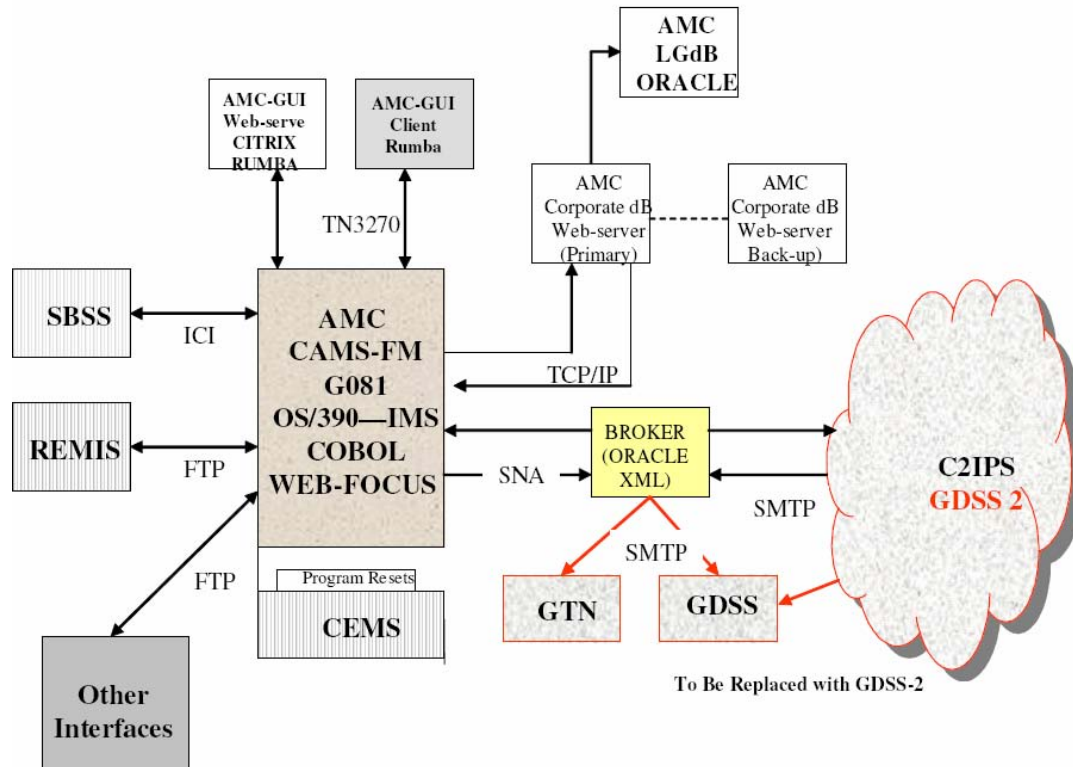 AMC
LGdB
ORACLE
AMC-GUI
Web-serve
CITRIX
RUMBA
AMC-GUI
Client
Rumba
TN3270
AMC
Corporate dB
Web-server
(Primary)
AMC
Corporate dB
Web-server
Back-up)
SBSS
ICI
AMC
CAMS-FM
G081
OS/390—IMS
COBOL
WEB-FOCUS
TCP/IP
REMIS
FTP
BROKER
(ORACLE
XML)
SNA
C2IPS
GDSS 2
SMTP
SMTP
FTP
Program Resets
CEMS
GTN
GDSS
To Be Replaced with GDSS-2
Other
Interfaces